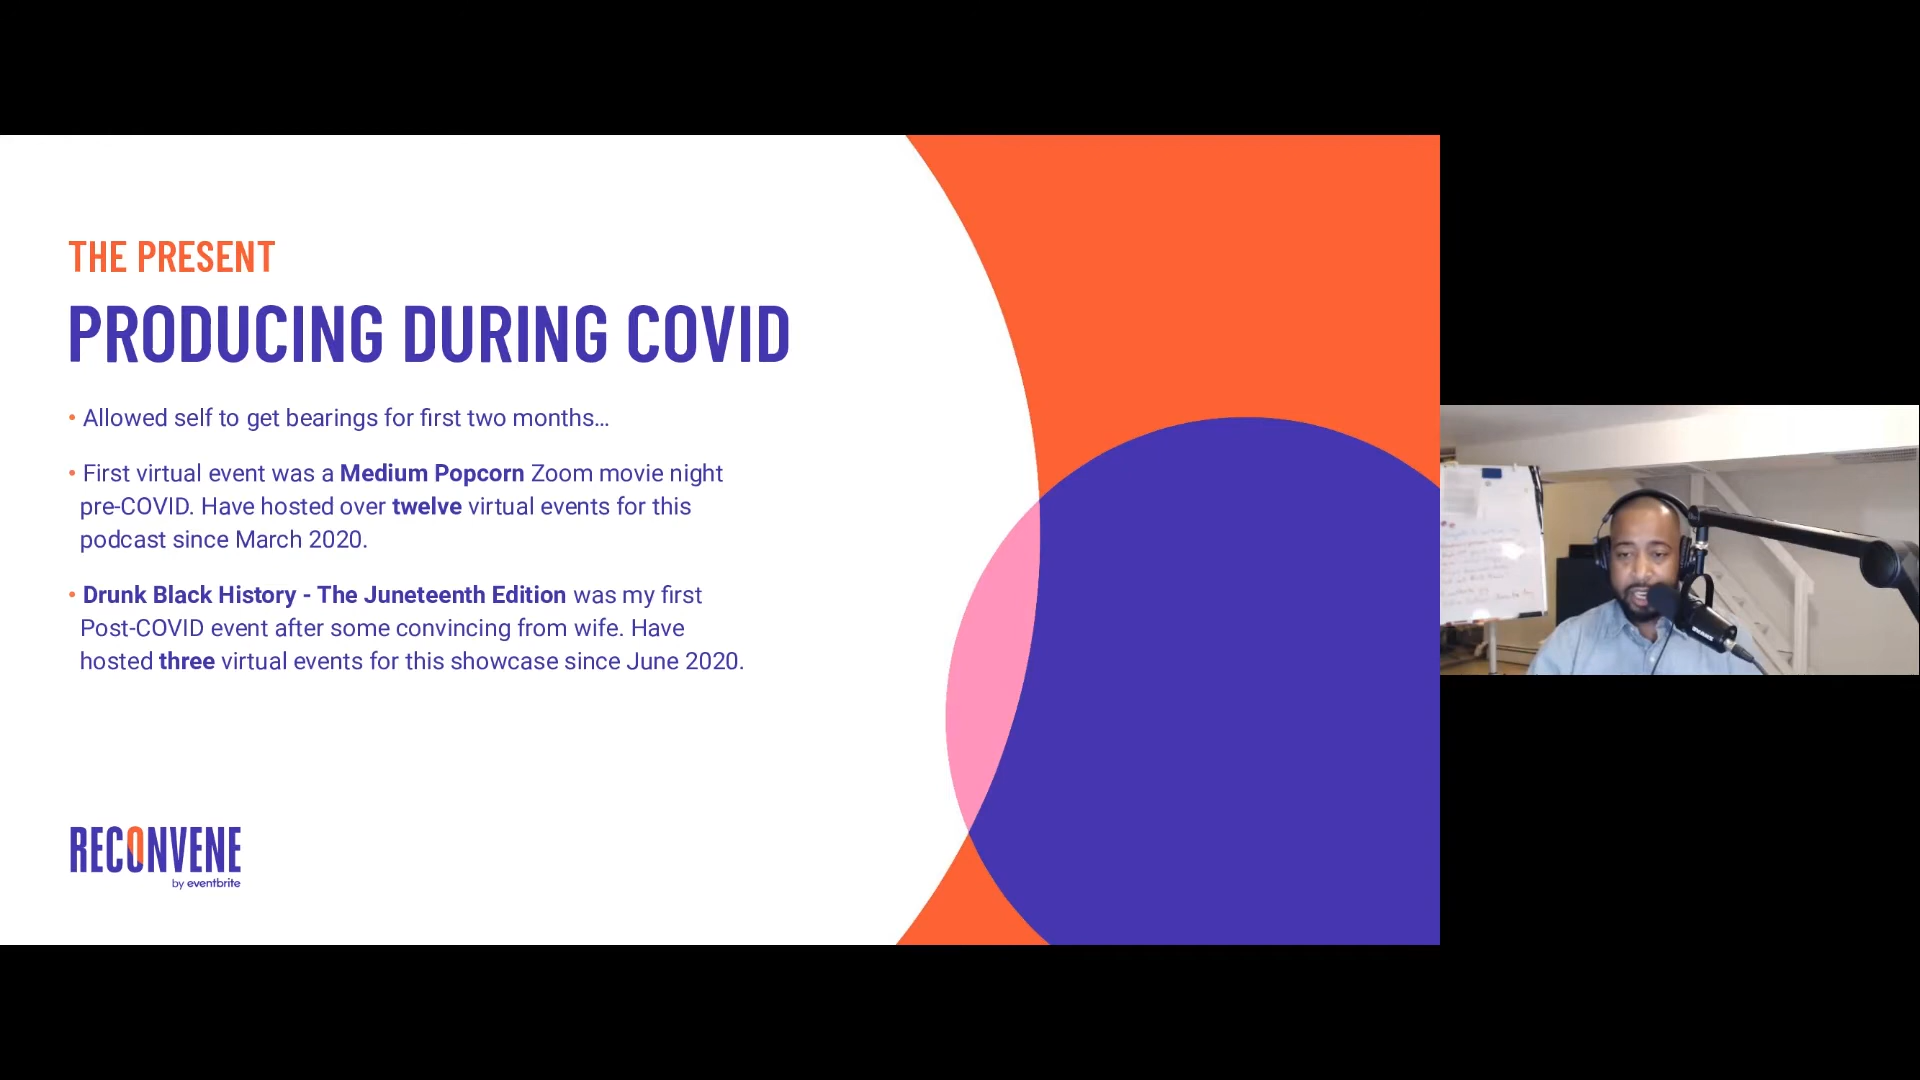 THE PRESENT
PRODUCING DURING COVID
• Allowed self to get bearings for first two months...
• First virtual event was a Medium Popcorn Zoom movie night
pre-COVID. Have hosted over twelve virtual events for this
podcast since March 2020.
• Drunk Black History - The Juneteenth Edition was my first
Post-COVID event after some convincing from wife. Have
hosted three virtual events for this showcase since June 2020.
RECONVENE
by eventbrite